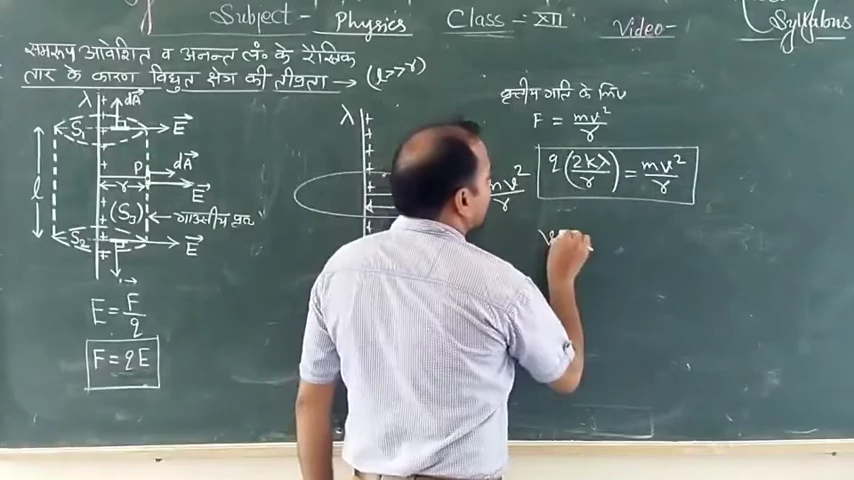 Subject - Physics Class - XII Video -
Syllabus
समरूप आवेशित व अनन्त लं० के रैखिक
तार के कारण विद्युत क्षेत्र की तीव्रता → (l>>r)
λ dA→
S₁ E→
P dA→
l r E→
(S₃) गाउसीय पृष्ठ
S₂ E→
E = F/q
F = qE
λ
mv²/r
वृत्तीय गति के लिए
F = mv²/r
q(2kλ/r) = mv²/r
v